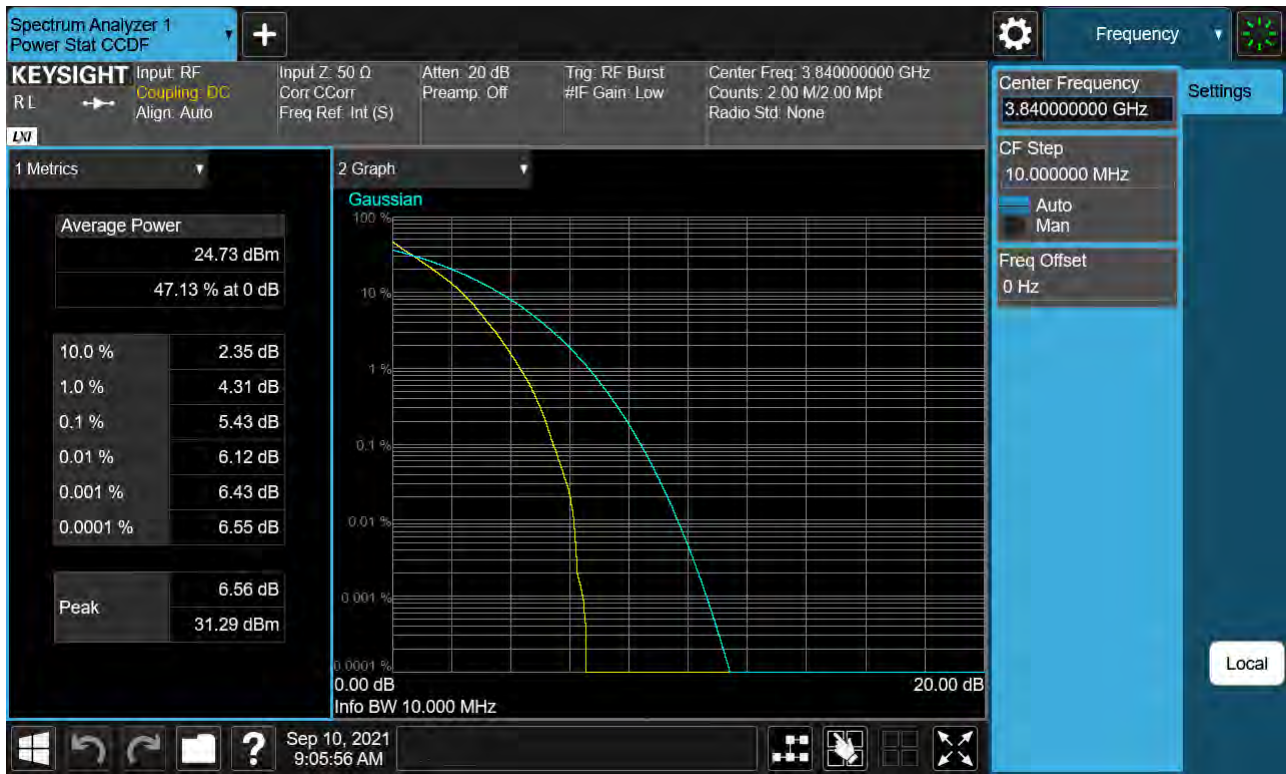 Spectrum Analyzer 1
Power Stat CCDF
Frequency
KEYSIGHT
RL
LXI
Input: RF
Coupling: DC
Align: Auto
Input Z: 50 Ω
Corr CCorr
Freq Ref: Int (S)
Atten: 20 dB
Preamp: Off
Trig: RF Burst
#IF Gain: Low
Center Freq: 3.840000000 GHz
Counts: 2.00 M/2.00 Mpt
Radio Std: None
Center Frequency
3.840000000 GHz
Settings
CF Step
10.000000 MHz
Auto
Man
Freq Offset
0 Hz
Local
1 Metrics
Average Power
24.73 dBm
47.13 % at 0 dB
10.0 % 2.35 dB
1.0 % 4.31 dB
0.1 % 5.43 dB
0.01 % 6.12 dB
0.001 % 6.43 dB
0.0001 % 6.55 dB
Peak
6.56 dB
31.29 dBm
2 Graph
Gaussian
100 %
10 %
1 %
0.1 %
0.01 %
0.001 %
0.0001 %
0.00 dB
20.00 dB
Info BW 10.000 MHz
?
Sep 10, 2021
9:05:56 AM